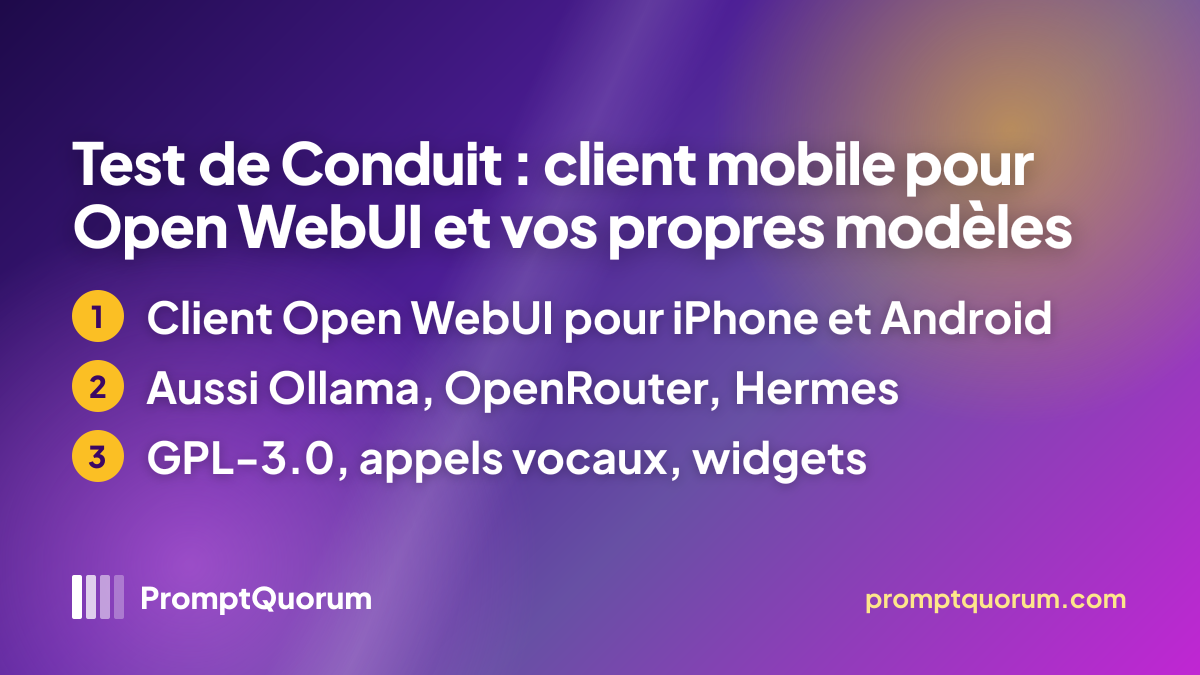 Test de Conduit : client mobile pour
Open WebUI et vos propres modèles
1 Client Open WebUI pour iPhone et Android
2 Aussi Ollama, OpenRouter, Hermes
3 GPL-3.0, appels vocaux, widgets
PromptQuorum
promptquorum.com